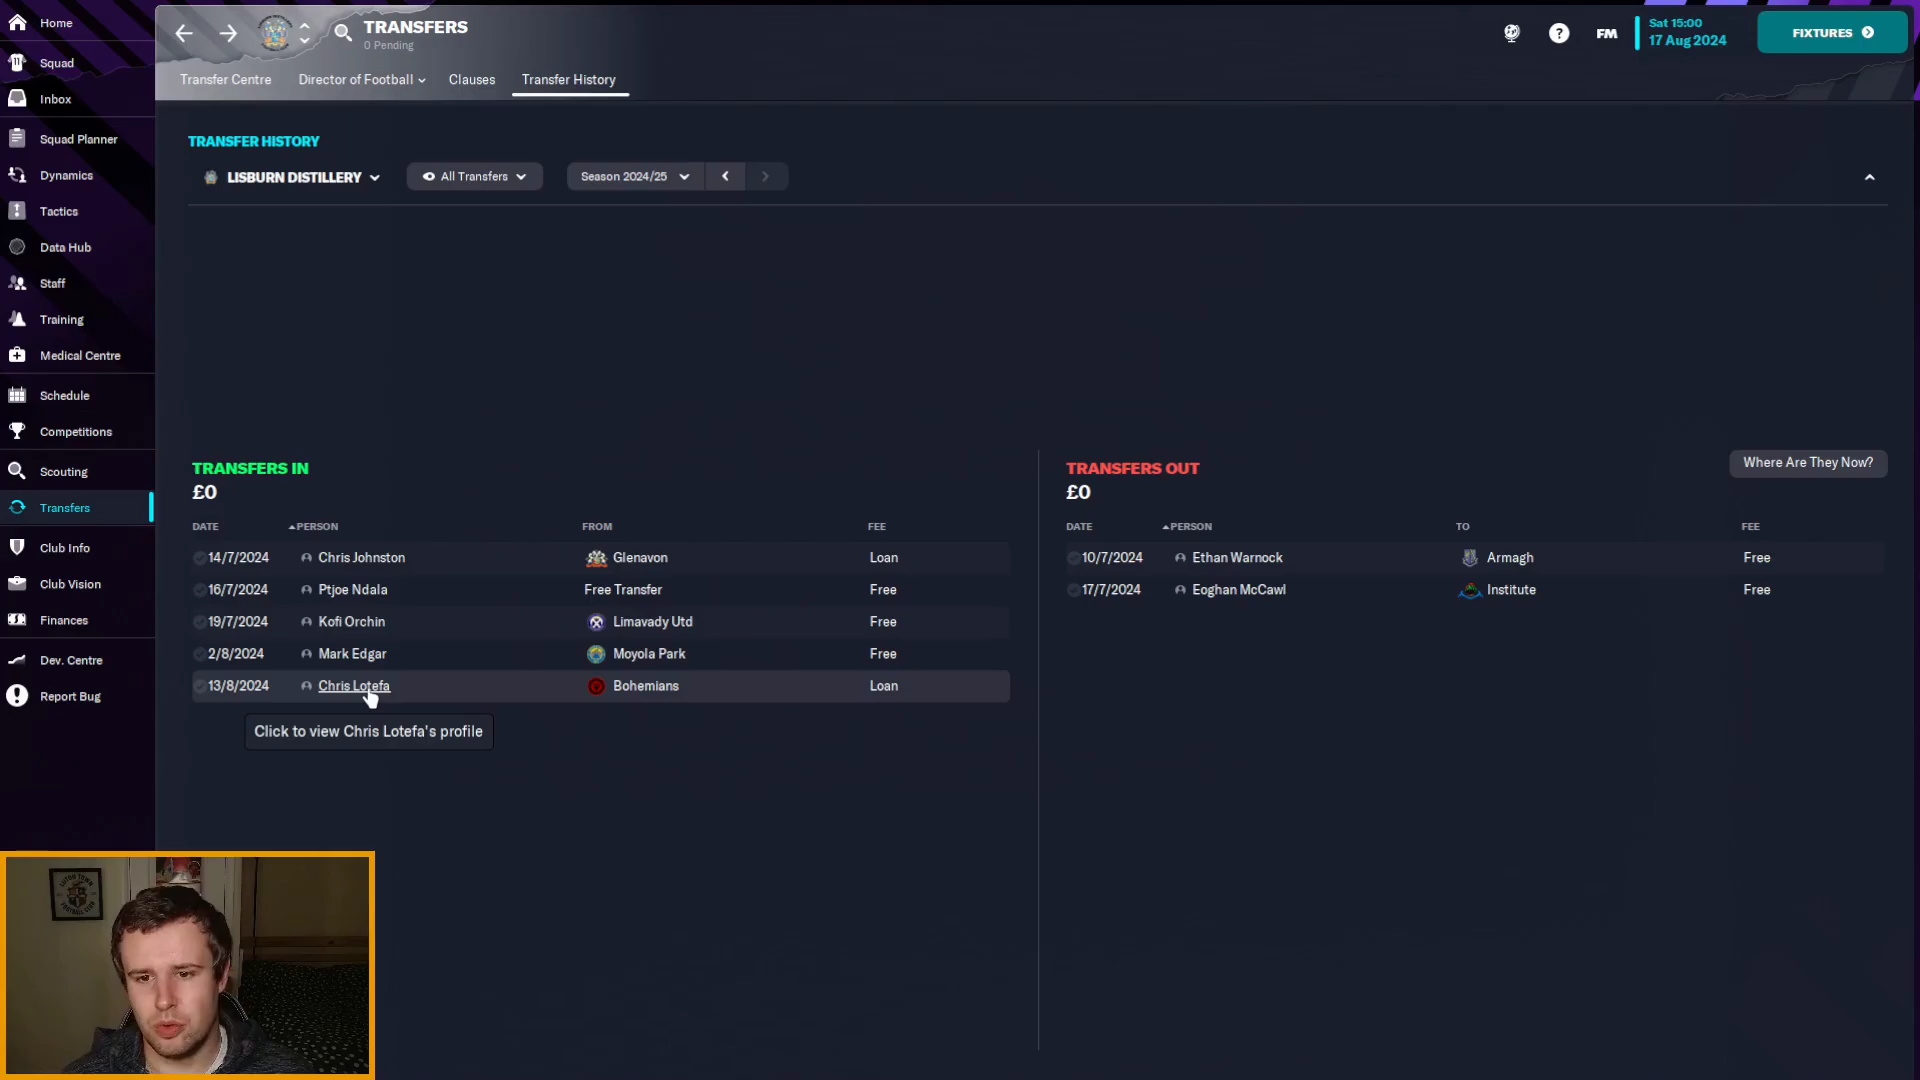 Home
Squad
Inbox
Squad Planner
Dynamics
Tactics
Data Hub
Staff
Training
Medical Centre
Schedule
Competitions
Scouting
Transfers
Club Info
Club Vision
Finances
Dev. Centre
Report Bug
TRANSFERS
0 Pending
FM
Sat 15:00
17 Aug 2024
FIXTURES
Transfer Centre
Director of Football
Clauses
Transfer History
TRANSFER HISTORY
LISBURN DISTILLERY
All Transfers
Season 2024/25
TRANSFERS IN
£0
DATE PERSON FROM FEE
14/7/2024 Chris Johnston Glenavon Loan
16/7/2024 Ptjoe Ndala Free Transfer Free
19/7/2024 Kofi Orchin Limavady Utd Free
2/8/2024 Mark Edgar Moyola Park Free
13/8/2024 Chris Lotefa Bohemians Loan
Click to view Chris Lotefa's profile
TRANSFERS OUT
£0
Where Are They Now?
DATE PERSON TO FEE
10/7/2024 Ethan Warnock Armagh Free
17/7/2024 Eoghan McCawl Institute Free
LUTON TOWN
FOOTBALL CLUB